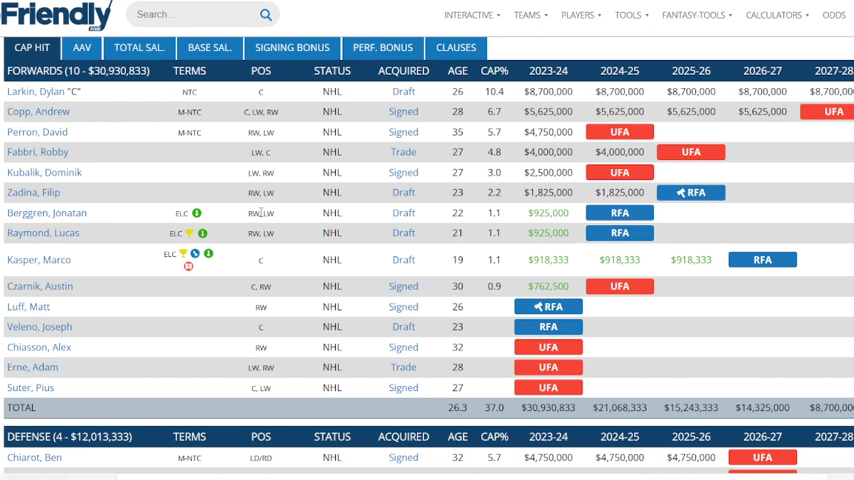 Friendly Search... INTERACTIVE TEAMS PLAYERS TOOLS FANTASY-TOOLS CALCULATORS ODDS
CAP HIT AAV TOTAL SAL. BASE SAL. SIGNING BONUS PERF. BONUS CLAUSES
FORWARDS (10 - $30,930,833) TERMS POS STATUS ACQUIRED AGE CAP% 2023-24 2024-25 2025-26 2026-27 2027-28
Larkin, Dylan "C" NTC C NHL Draft 26 10.4 $8,700,000 $8,700,000 $8,700,000 $8,700,000 $8,700,00
Copp, Andrew M-NTC C, LW, RW NHL Signed 28 6.7 $5,625,000 $5,625,000 $5,625,000 $5,625,000 UFA
Perron, David M-NTC RW, LW NHL Signed 35 5.7 $4,750,000 UFA
Fabbri, Robby LW, C NHL Trade 27 4.8 $4,000,000 $4,000,000 UFA
Kubalik, Dominik LW, RW NHL Signed 27 3.0 $2,500,000 UFA
Zadina, Filip RW, LW NHL Draft 23 2.2 $1,825,000 $1,825,000 RFA
Berggren, Jonatan ELC RW, LW NHL Draft 22 1.1 $925,000 RFA
Raymond, Lucas ELC RW, LW NHL Draft 21 1.1 $925,000 RFA
Kasper, Marco ELC C NHL Draft 19 1.1 $918,333 $918,333 $918,333 RFA
Czarnik, Austin C, RW NHL Signed 30 0.9 $762,500 UFA
Luff, Matt RW NHL Signed 26 RFA
Veleno, Joseph C NHL Draft 23 RFA
Chiasson, Alex RW NHL Signed 32 UFA
Erne, Adam LW, RW NHL Trade 28 UFA
Suter, Pius C, LW NHL Signed 27 UFA
TOTAL 26.3 37.0 $30,930,833 $21,068,333 $15,243,333 $14,325,000 $8,700,00
DEFENSE (4 - $12,013,333) TERMS POS STATUS ACQUIRED AGE CAP% 2023-24 2024-25 2025-26 2026-27 2027-28
Chiarot, Ben M-NTC LD/RD NHL Signed 32 5.7 $4,750,000 $4,750,000 $4,750,000 UFA